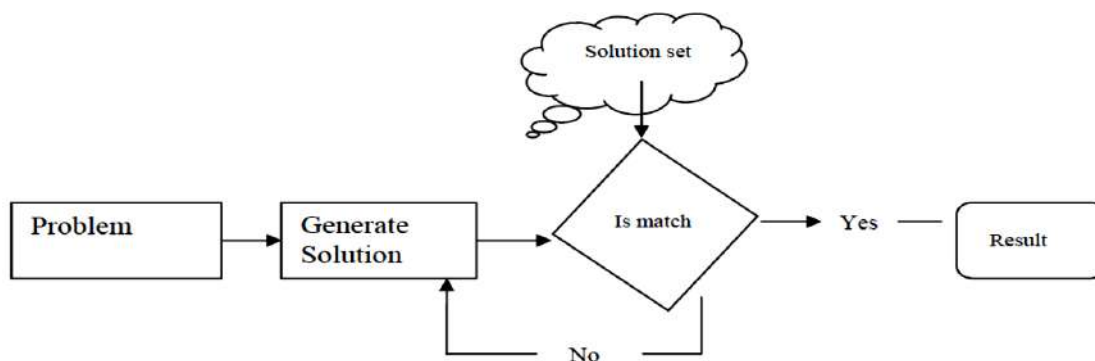 Solution set
Problem
Generate
Solution
Is match
Yes
Result
No